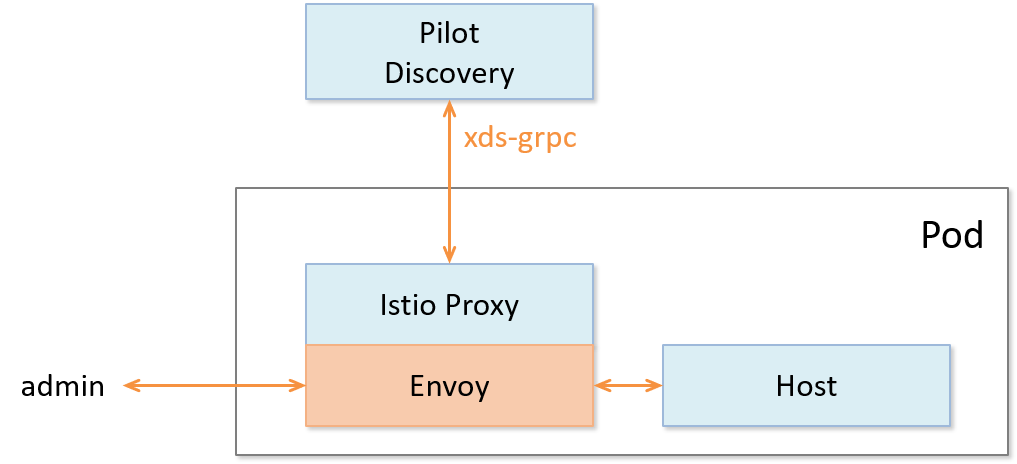 Pilot
Discovery
xds-grpc
Pod
Istio Proxy
admin
Envoy
Host